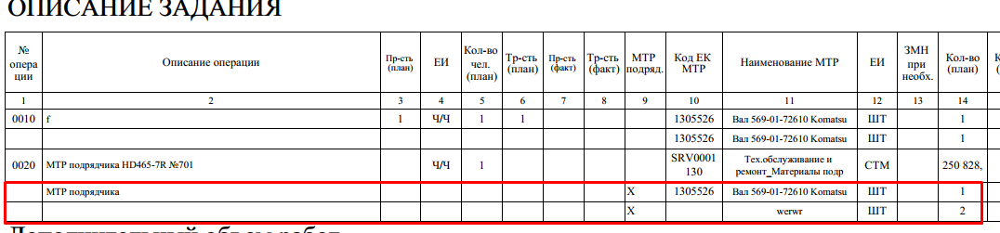 ОПИСАНИЕ ЗАДАНИЯ
№ опера ции Описание операции Пр-сть (план) ЕИ Кол-во чел. (план) Тр-сть (план) Пр-сть (факт) Тр-сть (факт) МТР подряд. Код ЕК МТР Наименование МТР ЕИ ЗМН при необх. Кол-во (план)
1 2 3 4 5 6 7 8 9 10 11 12 13 14
0010 f 1 Ч/Ч 1 1 1305526 Вал 569-01-72610 Komatsu ШТ 1
1305526 Вал 569-01-72610 Komatsu ШТ 1
0020 МТР подрядчика HD465-7R №701 Ч/Ч 1 SRV0001 130 Тех.обслуживание и ремонт_Материалы подр СТМ 250 828,
МТР подрядчика X 1305526 Вал 569-01-72610 Komatsu ШТ 1
X werwr ШТ 2